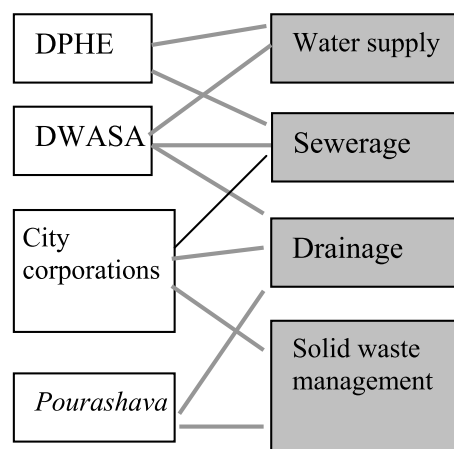 DPHE
DWASA
City
corporations
Pourashava
Water supply
Sewerage
Drainage
Solid waste
management